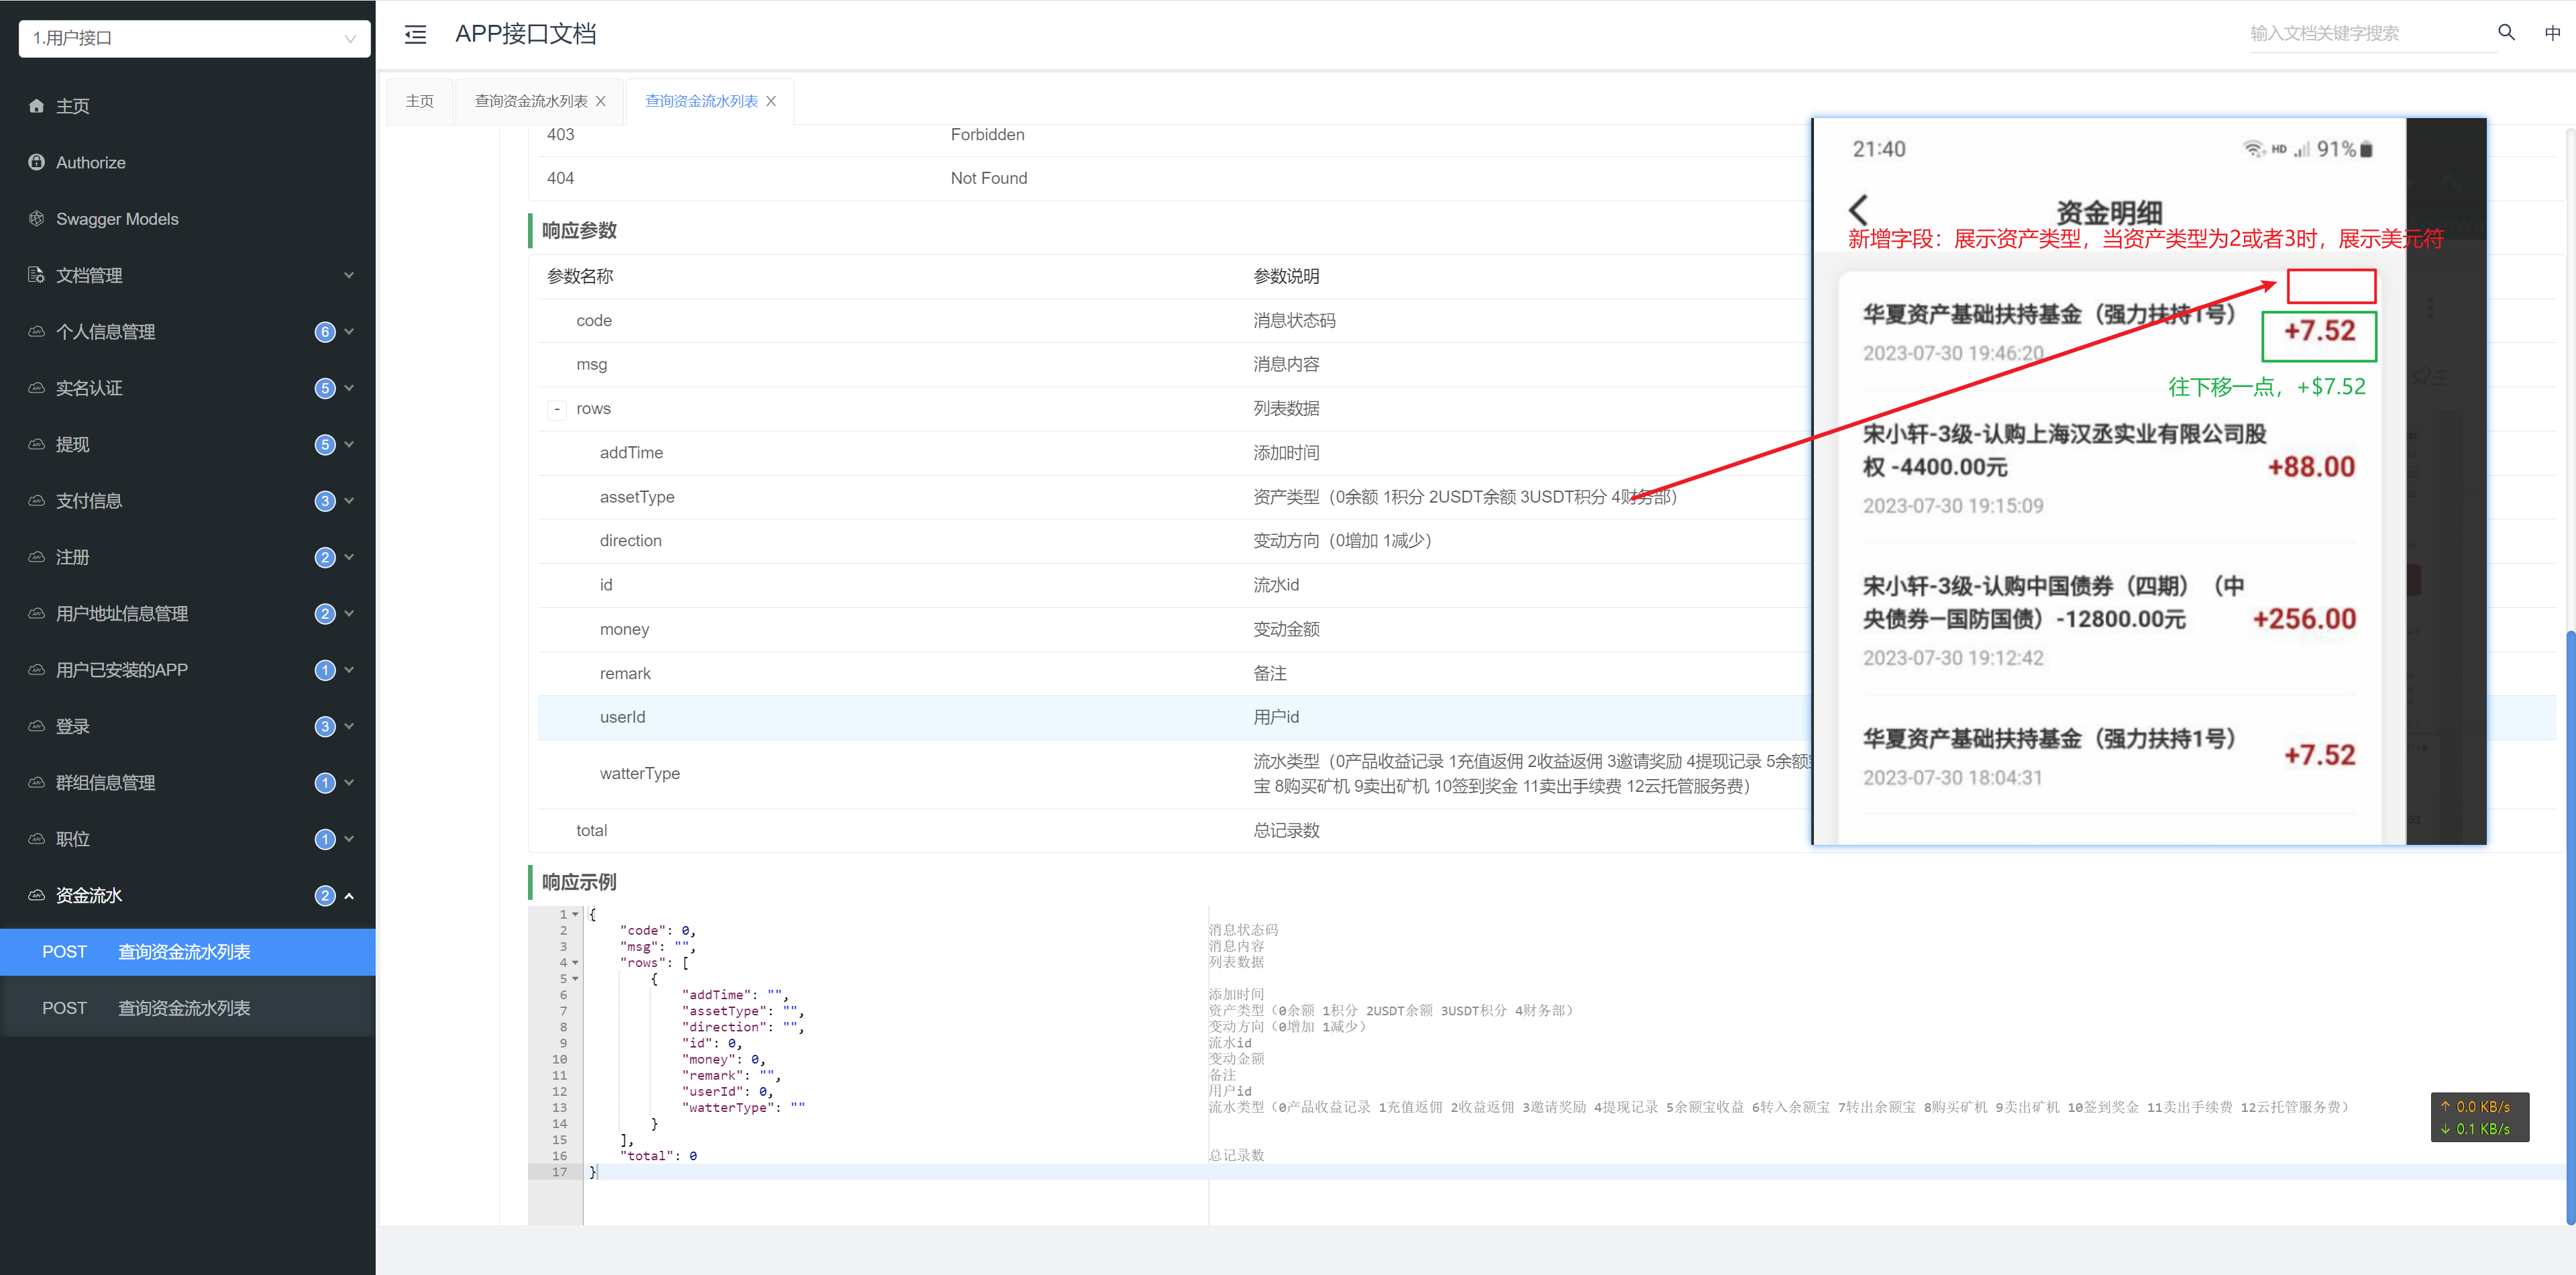 1.用户接口
APP接口文档
输入文档关键字搜索
中
主页
Authorize
Swagger Models
文档管理
个人信息管理 6
实名认证 5
提现 5
支付信息 3
注册 2
用户地址信息管理 2
用户已安装的APP 1
登录 3
群组信息管理 1
职位 1
资金流水 2
POST 查询资金流水列表
POST 查询资金流水列表
主页
查询资金流水列表
查询资金流水列表
403 Forbidden
404 Not Found
响应参数
参数名称 参数说明
code 消息状态码
msg 消息内容
- rows 列表数据
addTime 添加时间
assetType 资产类型（0余额 1积分 2USDT余额 3USDT积分 4财务部）
direction 变动方向（0增加 1减少）
id 流水id
money 变动金额
remark 备注
userId 用户id
watterType 流水类型（0产品收益记录 1充值返佣 2收益返佣 3邀请奖励 4提现记录 5余额宝
宝 8购买矿机 9卖出矿机 10签到奖金 11卖出手续费 12云托管服务费）
total 总记录数
21:40 HD 91%
资金明细
新增字段：展示资产类型，当资产类型为2或者3时，展示美元符
华夏资产基础扶持基金（强力扶持1号）
+7.52
2023-07-30 19:46:20
往下移一点，+$7.52
宋小轩-3级-认购上海汉丞实业有限公司股
权 -4400.00元
+88.00
2023-07-30 19:15:09
宋小轩-3级-认购中国债券（四期）（中
央债券—国防国债）-12800.00元
+256.00
2023-07-30 19:12:42
华夏资产基础扶持基金（强力扶持1号）
+7.52
2023-07-30 18:04:31
响应示例
1 {
2 "code": 0, 消息状态码
3 "msg": "", 消息内容
4 "rows": [ 列表数据
5 {
6 "addTime": "", 添加时间
7 "assetType": "", 资产类型（0余额 1积分 2USDT余额 3USDT积分 4财务部）
8 "direction": "", 变动方向（0增加 1减少）
9 "id": 0, 流水id
10 "money": 0, 变动金额
11 "remark": "", 备注
12 "userId": 0, 用户id
13 "watterType": "" 流水类型（0产品收益记录 1充值返佣 2收益返佣 3邀请奖励 4提现记录 5余额宝收益 6转入余额宝 7转出余额宝 8购买矿机 9卖出矿机 10签到奖金 11卖出手续费 12云托管服务费）
14 }
15 ],
16 "total": 0 总记录数
17 }
↑ 0.0 KB/s
↓ 0.1 KB/s